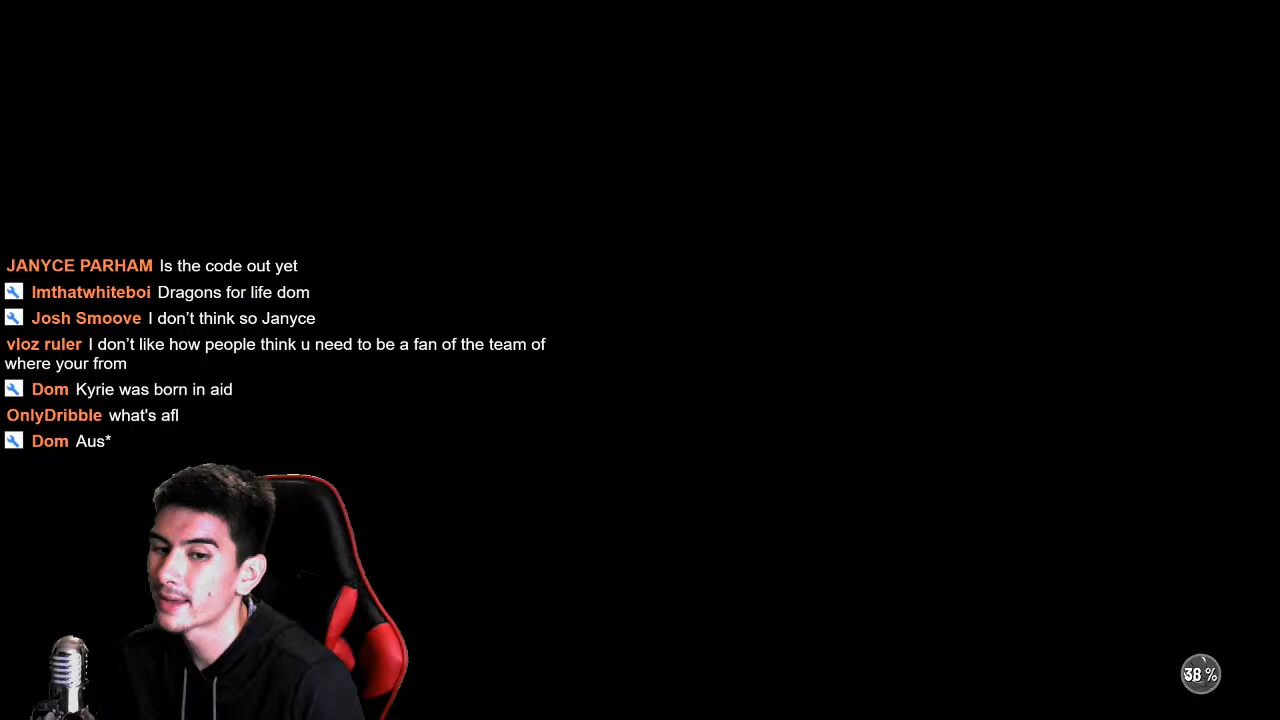 JANYCE PARHAM Is the code out yet
Imthatwhiteboi Dragons for life dom
Josh Smoove I don’t think so Janyce
vloz ruler I don’t like how people think u need to be a fan of the team of
where your from
Dom Kyrie was born in aid
OnlyDribble what's afl
Dom Aus*
38 %